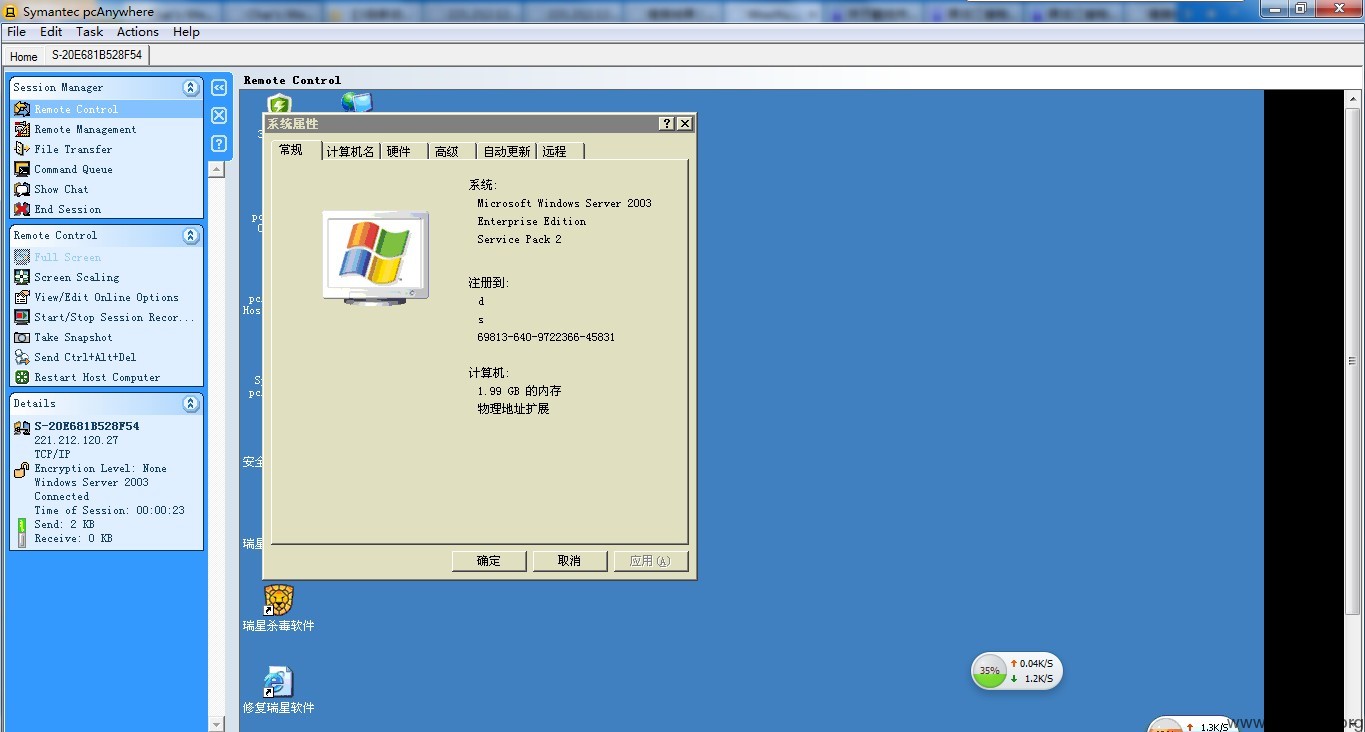 Symantec pcAnywhere
File Edit Task Actions Help
Home S-20E681B528F54
Session Manager
Remote Control
Remote Management
File Transfer
Command Queue
Show Chat
End Session
Remote Control
Full Screen
Screen Scaling
View/Edit Online Options
Start/Stop Session Recor...
Take Snapshot
Send Ctrl+Alt+Del
Restart Host Computer
Details
S-20E681B528F54
221.212.120.27
TCP/IP
Encryption Level: None
Windows Server 2003
Connected
Time of Session: 00:00:23
Send: 2 KB
Receive: 0 KB
Remote Control
系统属性
常规 计算机名 硬件 高级 自动更新 远程
系统:
Microsoft Windows Server 2003
Enterprise Edition
Service Pack 2
注册到:
d
s
69813-640-9722366-45831
计算机:
1.99 GB 的内存
物理地址扩展
确定 取消 应用(A)
pc
Hos
pc
安全
瑞星
瑞星杀毒软件
修复瑞星软件
35%
0.04K/S
1.2K/S
1.3K/S
www
org